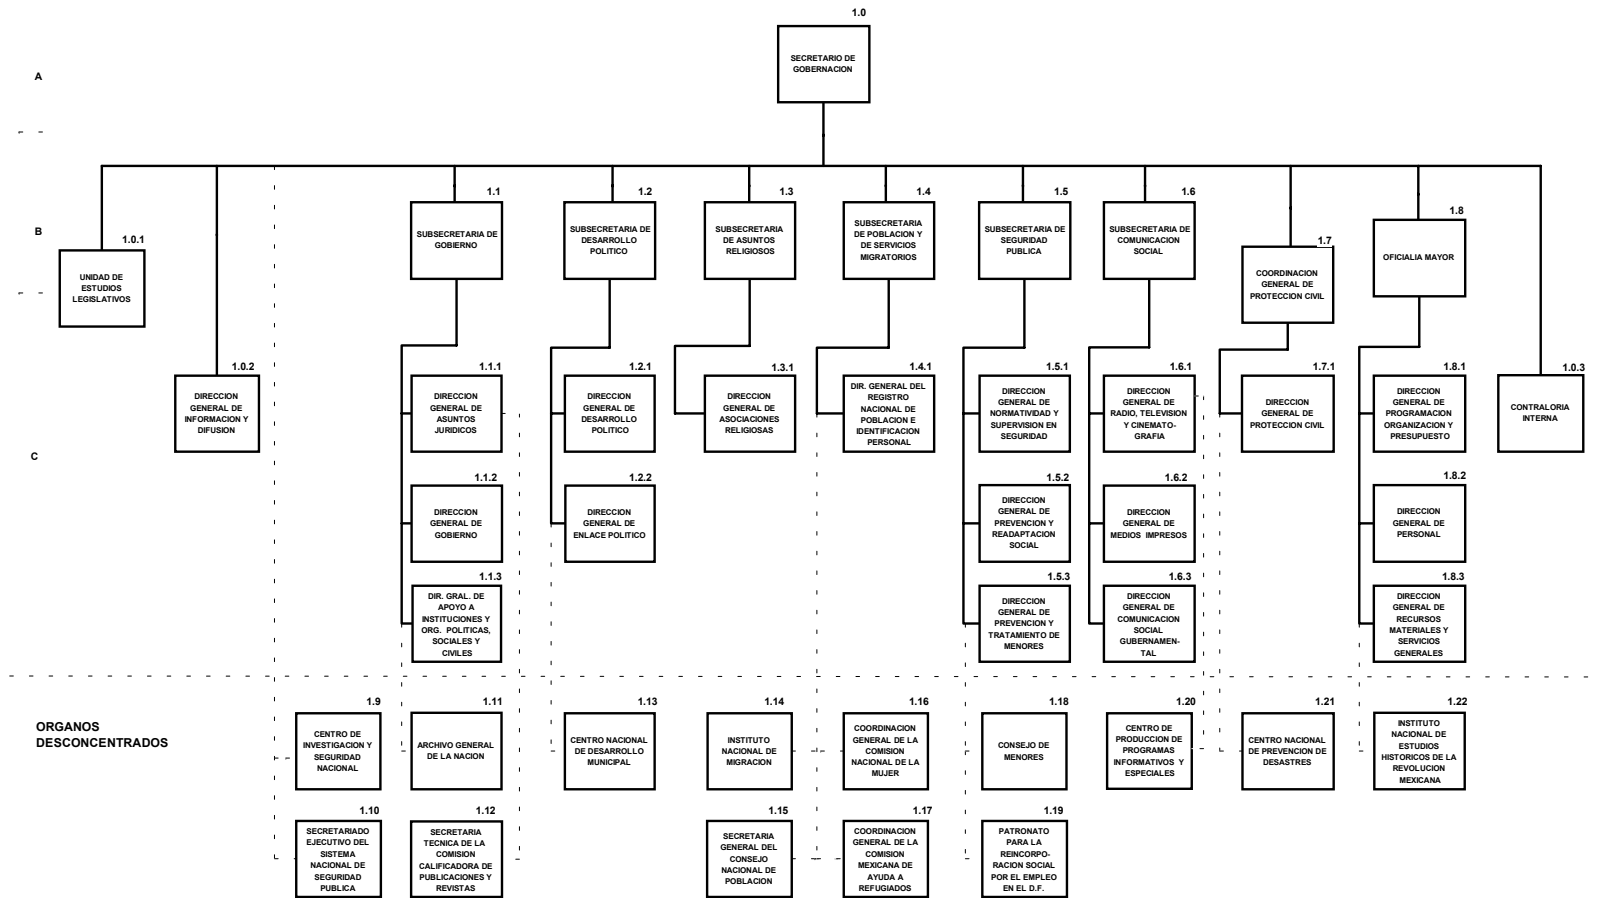 1.0
SECRETARIO DE
GOBERNACION
A
B
1.0.1
UNIDAD DE
ESTUDIOS
LEGISLATIVOS
1.0.2
DIRECCION
GENERAL DE
INFORMACION Y
DIFUSION
1.1
SUBSECRETARIA DE
GOBIERNO
1.2
SUBSECRETARIA DE
DESARROLLO
POLITICO
1.3
SUBSECRETARIA
DE ASUNTOS
RELIGIOSOS
1.4
SUBSECRETARIA
DE POBLACION Y
DE SERVICIOS
MIGRATORIOS
1.5
SUBSECRETARIA DE
SEGURIDAD
PUBLICA
1.6
SUBSECRETARIA DE
COMUNICACION
SOCIAL
1.7
COORDINACION
GENERAL DE
PROTECCION CIVIL
1.8
OFICIALIA MAYOR
1.0.3
CONTRALORIA
INTERNA
C
1.1.1
DIRECCION
GENERAL DE
ASUNTOS
JURIDICOS
1.2.1
DIRECCION
GENERAL DE
DESARROLLO
POLITICO
1.3.1
DIRECCION
GENERAL DE
ASOCIACIONES
RELIGIOSAS
1.4.1
DIR. GENERAL DEL
REGISTRO
NACIONAL DE
POBLACION E
IDENTIFICACION
PERSONAL
1.5.1
DIRECCION
GENERAL DE
NORMATIVIDAD Y
SUPERVISION EN
SEGURIDAD
1.6.1
DIRECCION
GENERAL DE
RADIO, TELEVISION
Y CINEMATO-
GRAFIA
1.7.1
DIRECCION
GENERAL DE
PROTECCION CIVIL
1.8.1
DIRECCION
GENERAL DE
PROGRAMACION
ORGANIZACION Y
PRESUPUESTO
1.1.2
DIRECCION
GENERAL DE
GOBIERNO
1.2.2
DIRECCION
GENERAL DE
ENLACE POLITICO
1.5.2
DIRECCION
GENERAL DE
PREVENCION Y
READAPTACION
SOCIAL
1.6.2
DIRECCION
GENERAL DE
MEDIOS IMPRESOS
1.8.2
DIRECCION
GENERAL DE
PERSONAL
1.1.3
DIR. GRAL. DE
APOYO A
INSTITUCIONES Y
ORG. POLITICAS,
SOCIALES Y
CIVILES
1.5.3
DIRECCION
GENERAL DE
PREVENCION Y
TRATAMIENTO DE
MENORES
1.6.3
DIRECCION
GENERAL DE
COMUNICACION
SOCIAL
GUBERNAMEN-
TAL
1.8.3
DIRECCION
GENERAL DE
RECURSOS
MATERIALES Y
SERVICIOS
GENERALES
ORGANOS
DESCONCENTRADOS
1.9
CENTRO DE
INVESTIGACION Y
SEGURIDAD
NACIONAL
1.11
ARCHIVO GENERAL
DE LA NACION
1.13
CENTRO NACIONAL
DE DESARROLLO
MUNICIPAL
1.14
INSTITUTO
NACIONAL DE
MIGRACION
1.16
COORDINACION
GENERAL DE LA
COMISION
NACIONAL DE LA
MUJER
1.18
CONSEJO DE
MENORES
1.20
CENTRO DE
PRODUCCION DE
PROGRAMAS
INFORMATIVOS Y
ESPECIALES
1.21
CENTRO NACIONAL
DE PREVENCION DE
DESASTRES
1.22
INSTITUTO
NACIONAL DE
ESTUDIOS
HISTORICOS DE LA
REVOLUCION
MEXICANA
1.10
SECRETARIADO
EJECUTIVO DEL
SISTEMA
NACIONAL DE
SEGURIDAD
PUBLICA
1.12
SECRETARIA
TECNICA DE LA
COMISION
CALIFICADORA DE
PUBLICACIONES Y
REVISTAS
1.15
SECRETARIA
GENERAL DEL
CONSEJO
NACIONAL DE
POBLACION
1.17
COORDINACION
GENERAL DE LA
COMISION
MEXICANA DE
AYUDA A
REFUGIADOS
1.19
PATRONATO
PARA LA
REINCORPO-
RACION SOCIAL
POR EL EMPLEO
EN EL D.F.